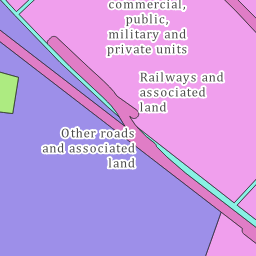 commercial,
public,
military and
private units
Railways and
associated
land
Other roads
and associated
land